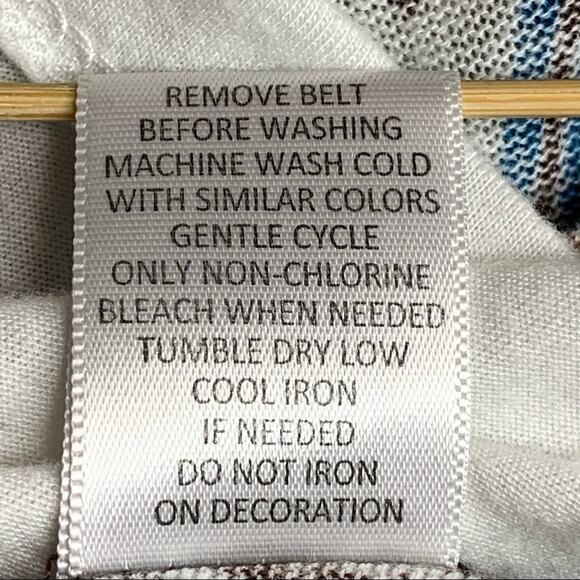 REMOVE BELT
BEFORE WASHING
MACHINE WASH COLD
WITH SIMILAR COLORS
GENTLE CYCLE
ONLY NON-CHLORINE
BLEACH WHEN NEEDED
TUMBLE DRY LOW
COOL IRON
IF NEEDED
DO NOT IRON
ON DECORATION